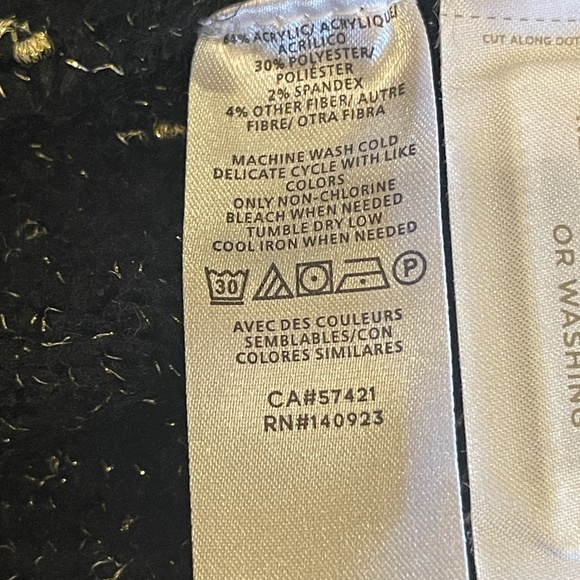 64% ACRYLIC/ ACRYLIQUE/
ACRILICO
30% POLYESTER/
POLIÉSTER
2% SPANDEX
4% OTHER FIBER/ AUTRE
FIBRE/ OTRA FIBRA
MACHINE WASH COLD
DELICATE CYCLE WITH LIKE
COLORS
ONLY NON-CHLORINE
BLEACH WHEN NEEDED
TUMBLE DRY LOW
COOL IRON WHEN NEEDED
30 P
AVEC DES COULEURS
SEMBLABLES/CON
COLORES SIMILARES
CA#57421
RN#140923
CUT ALONG DOT
OR WASHING